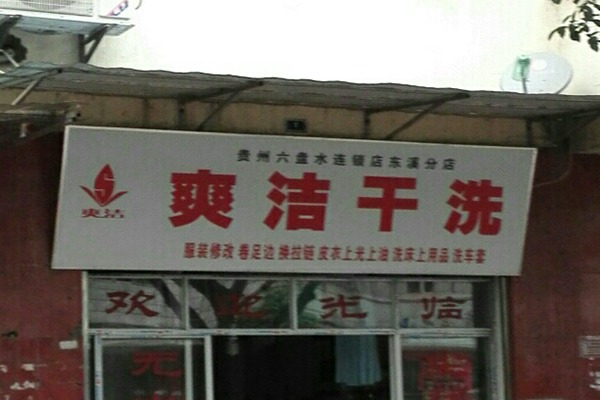 贵州六盘水连锁店东溪分店
爽洁
爽洁干洗
服装修改 卷足边 换拉链 皮衣上光上油 洗床上用品 洗车套
欢迎光临